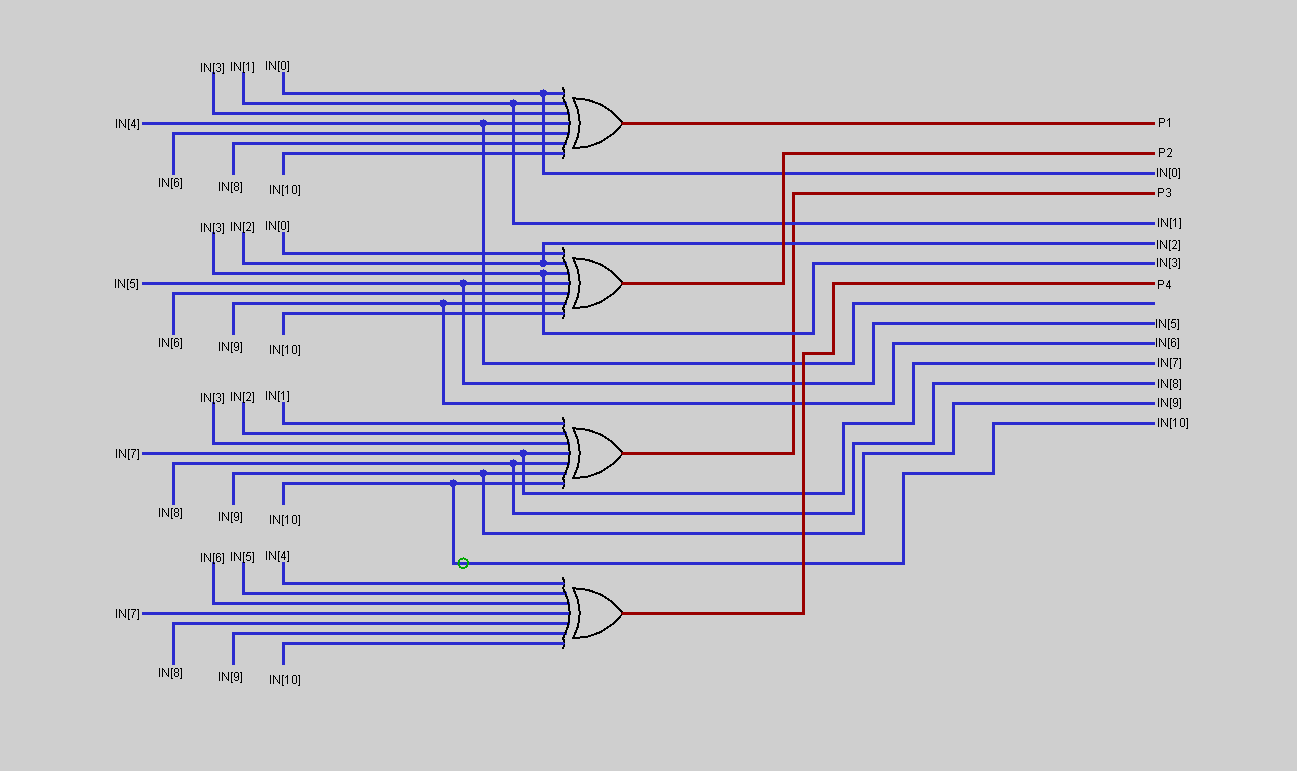 IN[3] IN[1] IN[0]
IN[4]
IN[6] IN[8] IN[10]
IN[3] IN[2] IN[0]
IN[5]
IN[6] IN[9] IN[10]
IN[3] IN[2] IN[1]
IN[7]
IN[8] IN[9] IN[10]
IN[6] IN[5] IN[4]
IN[7]
IN[8] IN[9] IN[10]
P1
P2
IN[0]
P3
IN[1]
IN[2]
IN[3]
P4
IN[5]
IN[6]
IN[7]
IN[8]
IN[9]
IN[10]